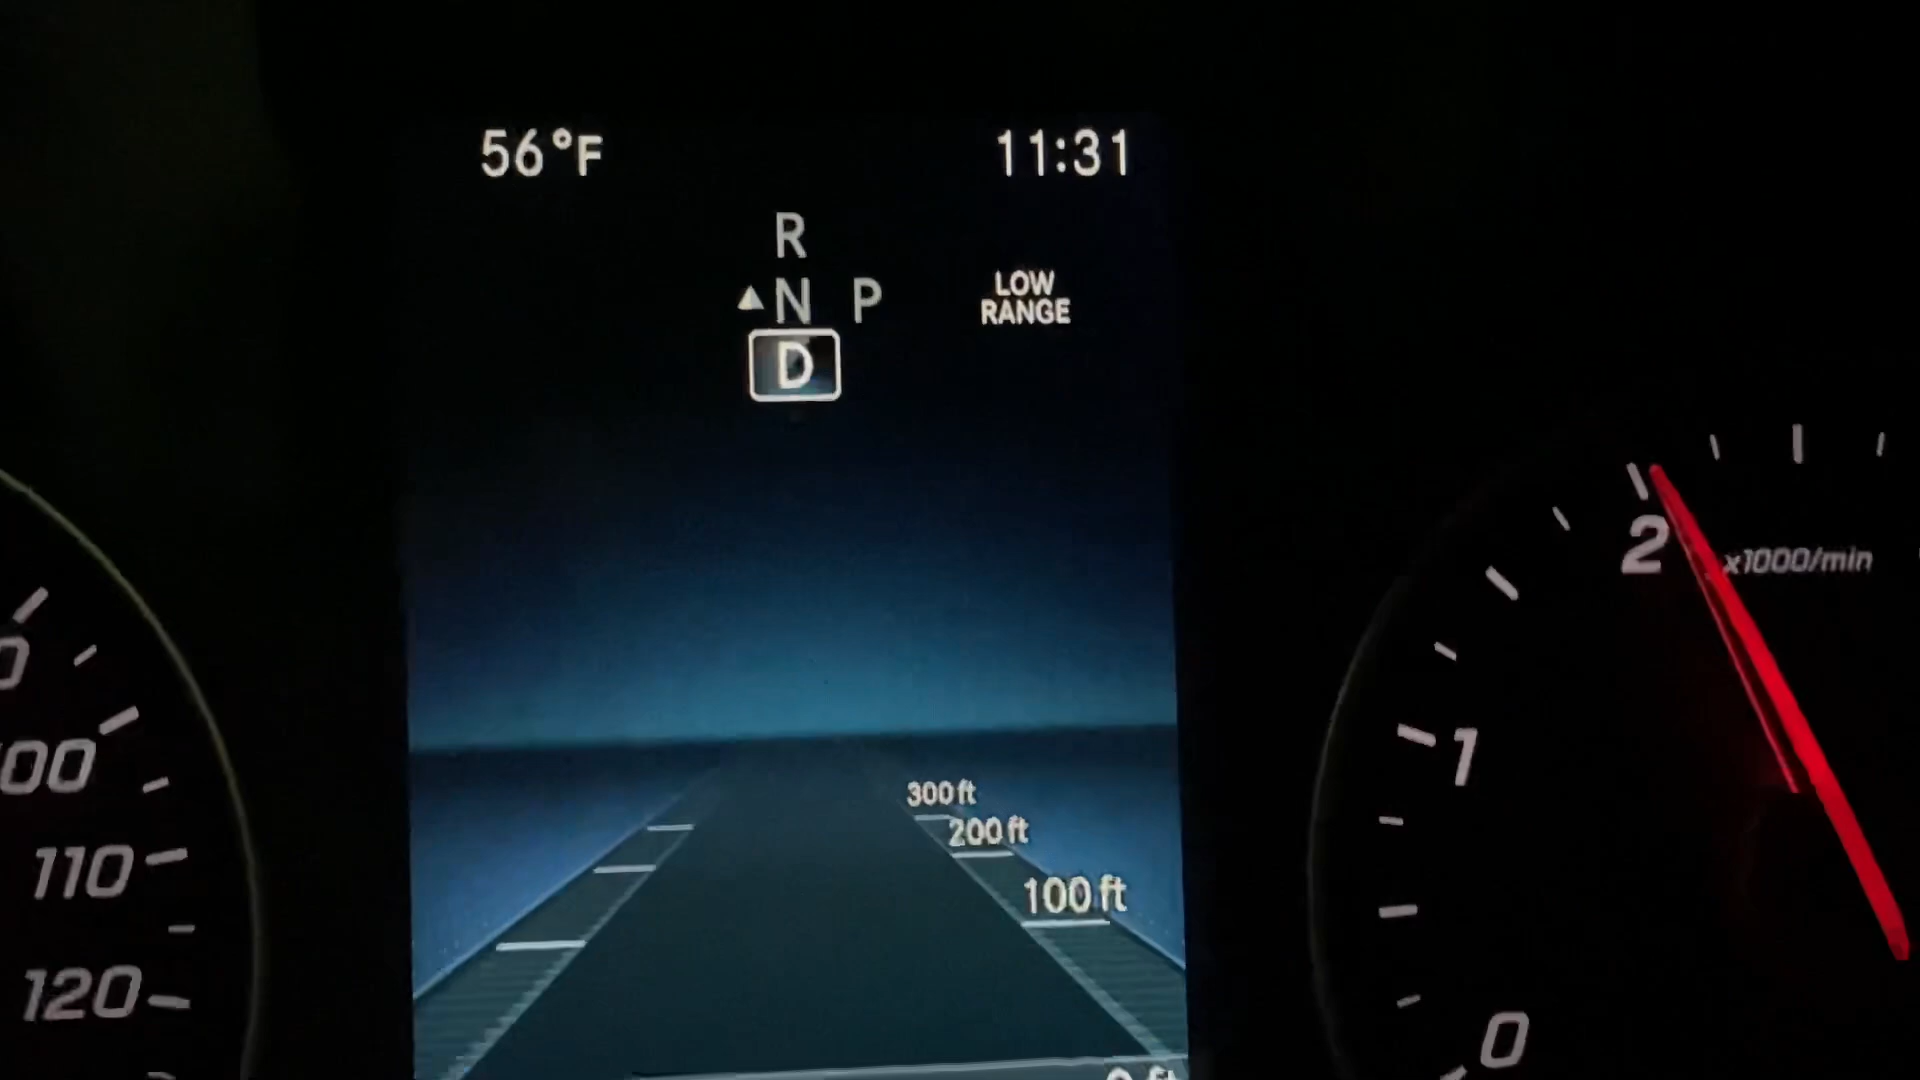 56°F 11:31
R
▲N P
LOW
RANGE
D
2
x1000/min
1
0
300 ft
200 ft
100 ft
110
120